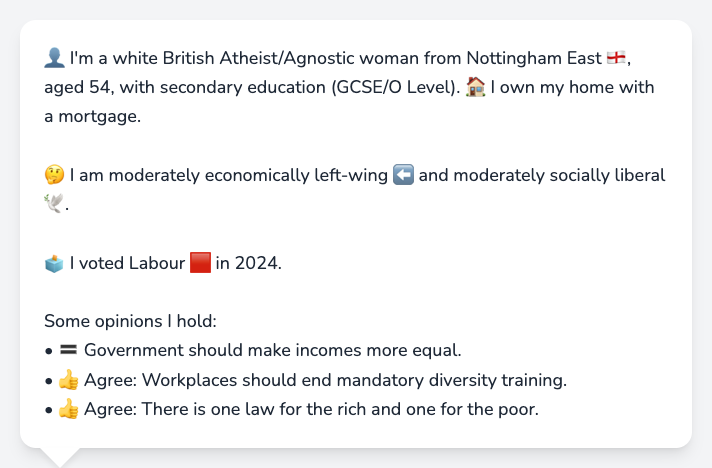 👤 I'm a white British Atheist/Agnostic woman from Nottingham East 🏴󠁧󠁢󠁥󠁮󠁧󠁿,
aged 54, with secondary education (GCSE/O Level). 🏠 I own my home with
a mortgage.
🤔 I am moderately economically left-wing ⬅️ and moderately socially liberal
🕊️.
🗳️ I voted Labour 🟥 in 2024.
Some opinions I hold:
• 🟰 Government should make incomes more equal.
• 👍 Agree: Workplaces should end mandatory diversity training.
• 👍 Agree: There is one law for the rich and one for the poor.